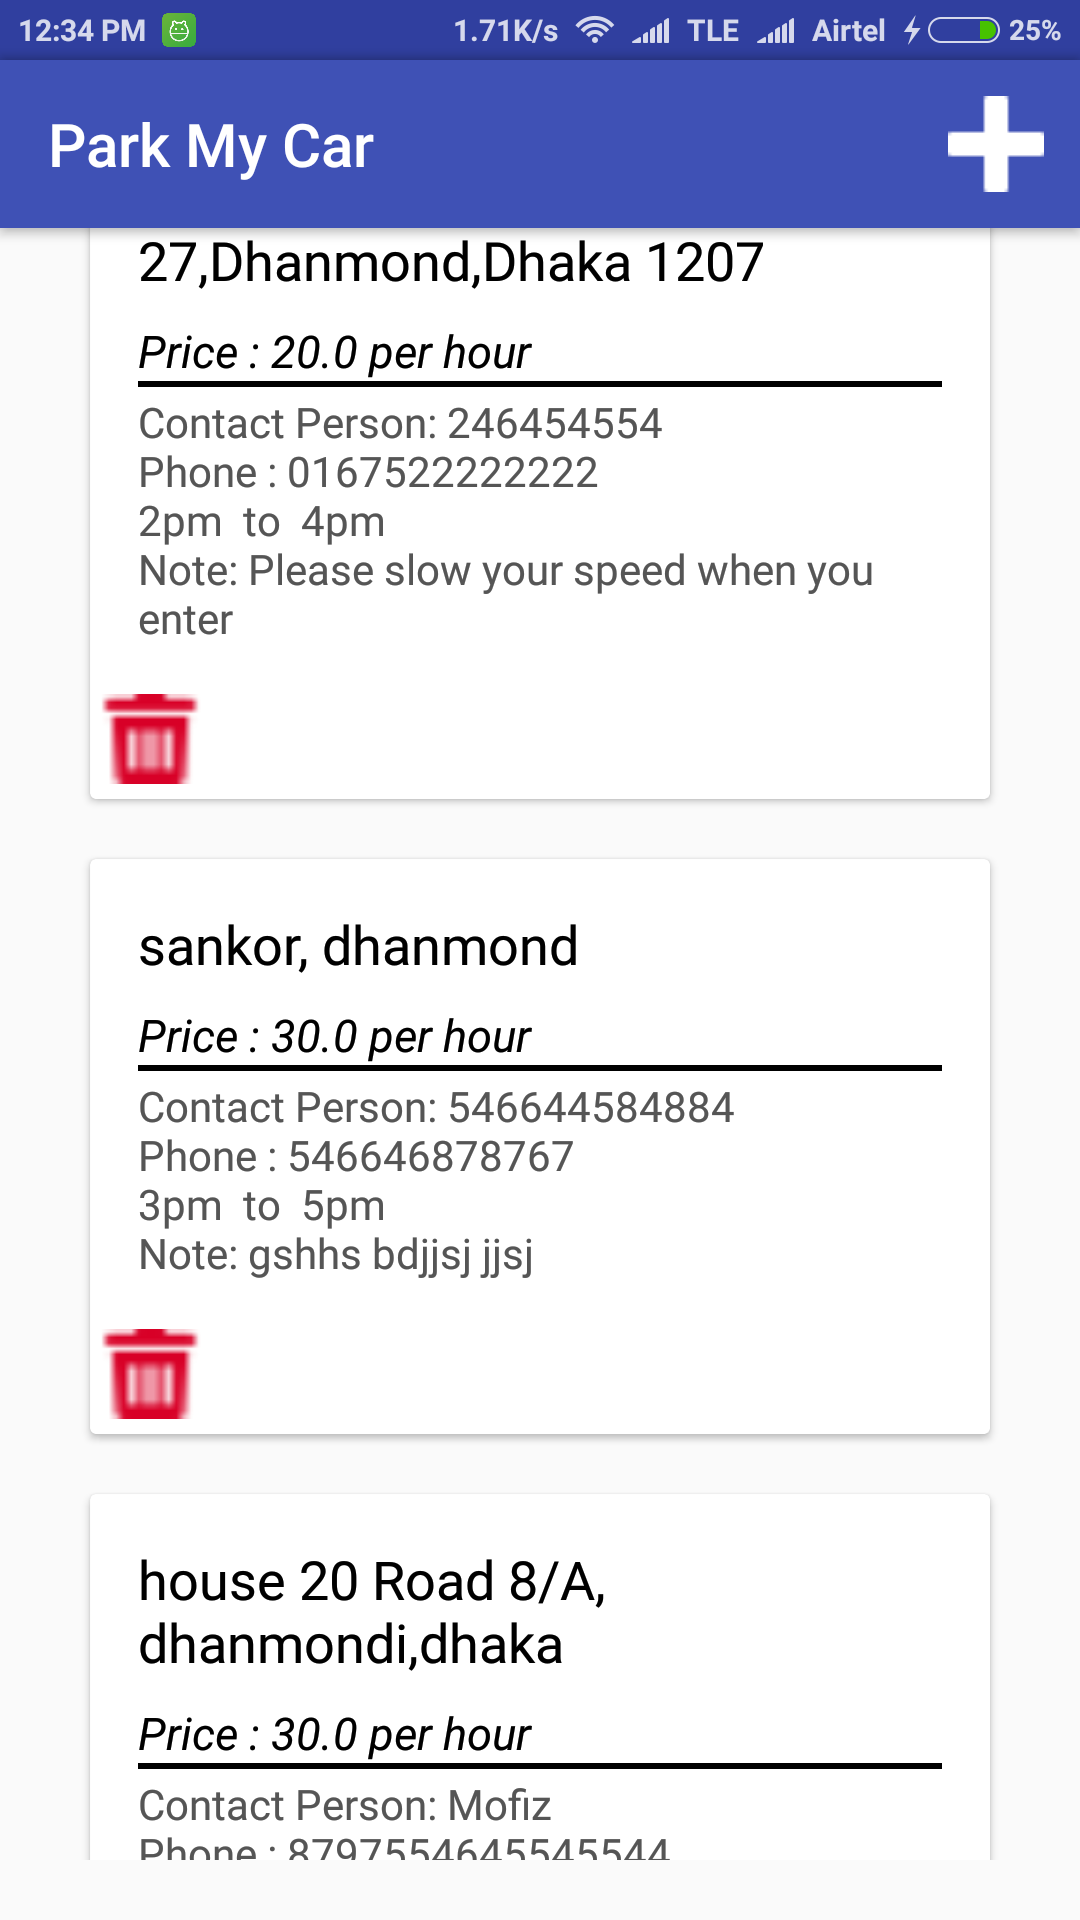 12:34 PM 1.71K/s TLE Airtel 25%
Park My Car
27,Dhanmond,Dhaka 1207
Price : 20.0 per hour
Contact Person: 246454554
Phone : 0167522222222
2pm to 4pm
Note: Please slow your speed when you
enter
sankor, dhanmond
Price : 30.0 per hour
Contact Person: 546644584884
Phone : 546646878767
3pm to 5pm
Note: gshhs bdjjsj jjsj
house 20 Road 8/A,
dhanmondi,dhaka
Price : 30.0 per hour
Contact Person: Mofiz
Phone : 8797554645545544